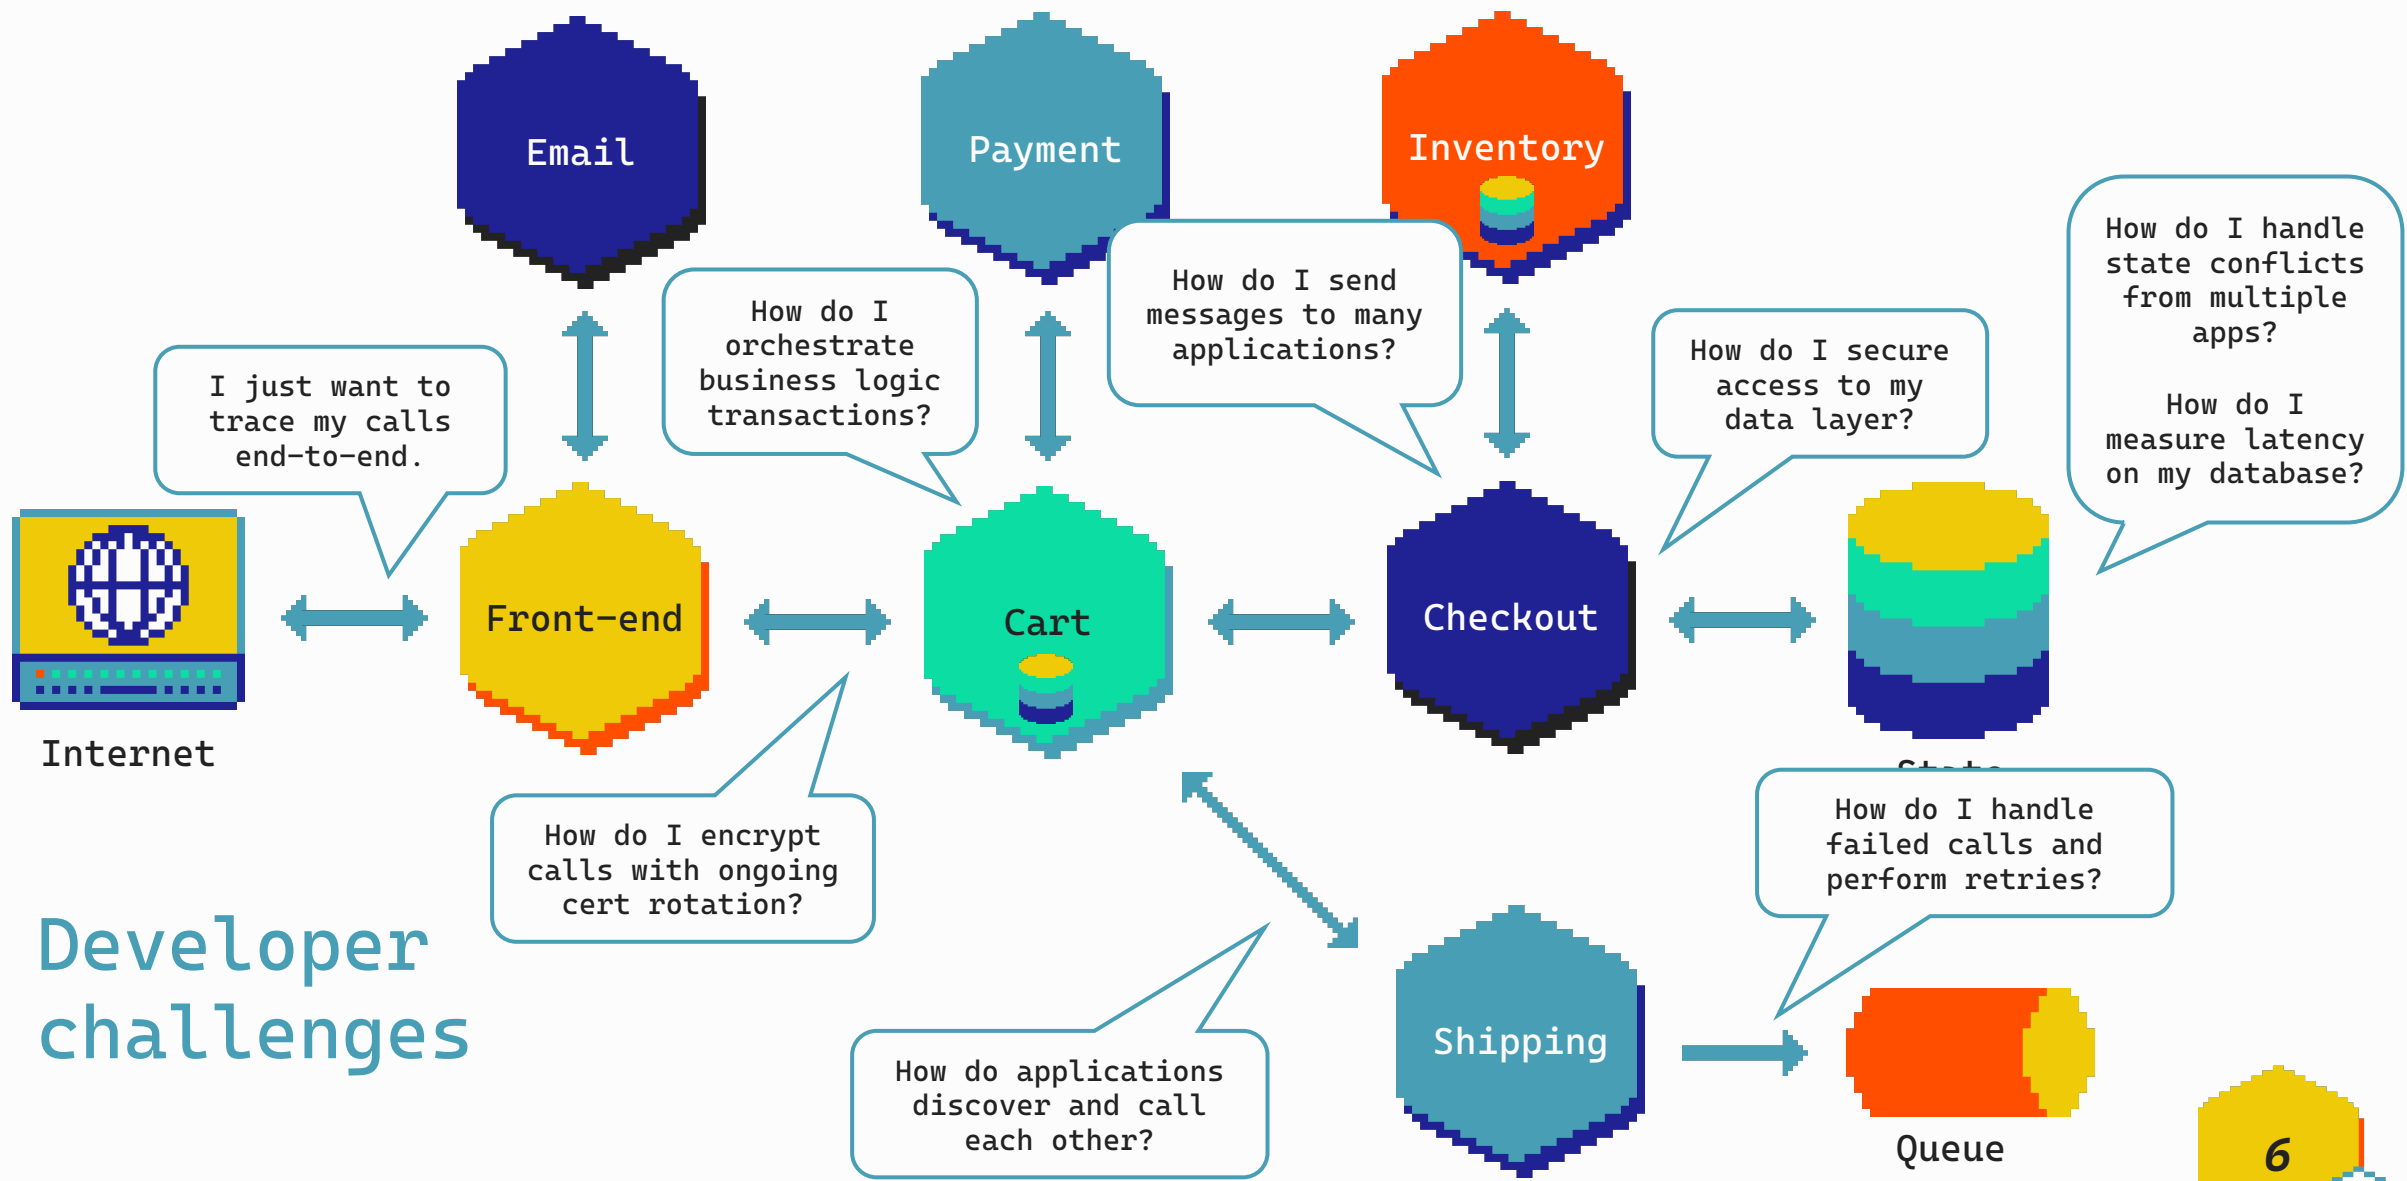 Email
Payment
Inventory
How do I handle
state conflicts
from multiple
apps?
How do I
measure latency
on my database?
How do I send
messages to many
applications?
How do I
orchestrate
business logic
transactions?
How do I secure
access to my
data layer?
I just want to
trace my calls
end-to-end.
Front-end
Cart
Checkout
Internet
State
How do I handle
failed calls and
perform retries?
How do I encrypt
calls with ongoing
cert rotation?
Developer
challenges
Shipping
How do applications
discover and call
each other?
Queue
6